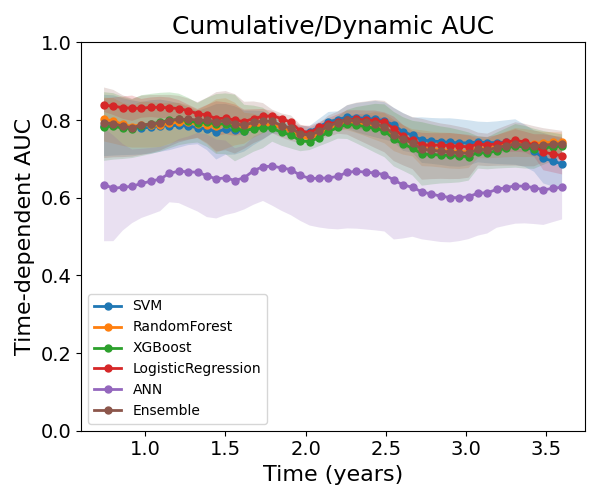 Cumulative/Dynamic AUC
Time-dependent AUC
1.0
0.8
0.6
0.4
0.2
0.0
SVM
RandomForest
XGBoost
LogisticRegression
ANN
Ensemble
1.0 1.5 2.0 2.5 3.0 3.5
Time (years)